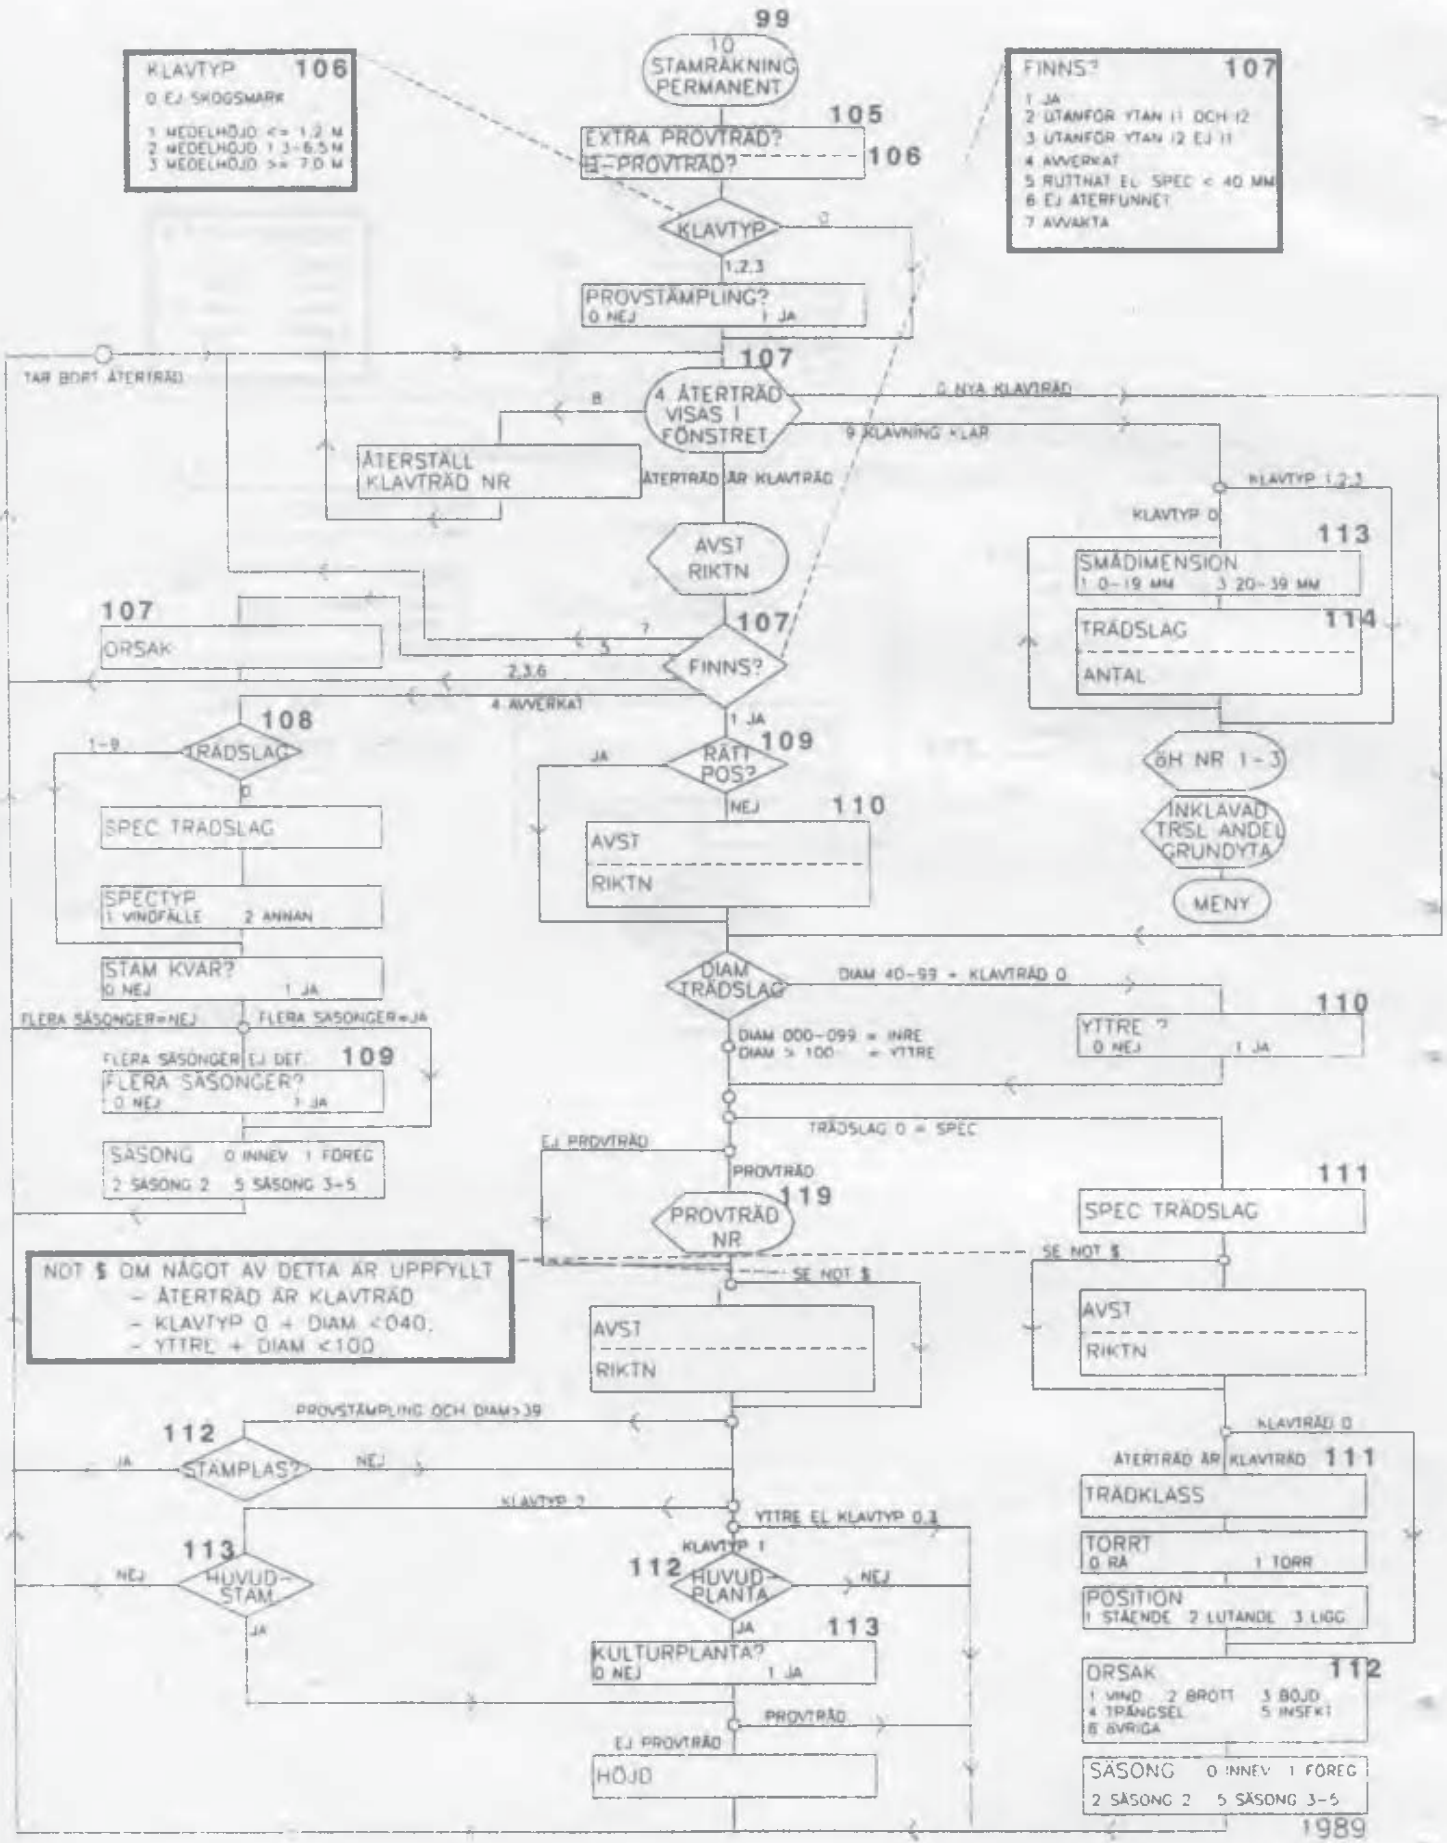 99
10
STAMRÄKNING
PERMANENT
KLAVTYP 106
0 EJ SKOGSMARK
1 MEDELHÖJD <= 1,2 M
2 MEDELHÖJD 1.3-6.5 M
3 MEDELHÖJD >= 7,0 M
FINNS? 107
1 JA
2 UTANFÖR YTAN I1 OCH I2
3 UTANFÖR YTAN I2 EJ I1
4 AVVERKAT
5 RUTTNAT EL SPEC < 40 MM
6 EJ ÅTERFUNNET
7 AVVAKTA
105
EXTRA PROVTRÄD?
H-PROVTRÄD? 106
KLAVTYP
0
1,2,3
PROVSTÄMPLING?
0 NEJ 1 JA
TAR BORT ÅTERTRÄD
107
4 ÅTERTRÄD
VISAS I
FÖNSTRET
8
0 NYA KLAVTRÄD
9 KLAVNING KLAR
ÅTERSTÄLL
KLAVTRÄD NR
ÅTERTRÄD ÄR KLAVTRÄD
KLAVTYP 1,2,3
KLAVTYP 0
113
SMÅDIMENSION
1 0-19 MM 3 20-39 MM
TRÄDSLAG 114
ANTAL
AVST
RIKTN
107
ORSAK
107
FINNS?
7
5
2,3,6
4 AVVERKAT
1 JA
108
TRÄDSLAG
1-9
0
109
RÄTT
POS?
JA
NEJ
110
AVST
RIKTN
ÖH NR 1-3
INKLAVAD
TRSL ANDEL
GRUNDYTA
MENY
SPEC TRÄDSLAG
SPECTYP
1 VINDFÄLLE 2 ANNAN
STAM KVAR?
0 NEJ 1 JA
FLERA SÄSONGER=NEJ FLERA SÄSONGER=JA
FLERA SÄSONGER EJ DEF. 109
FLERA SÄSONGER?
0 NEJ 1 JA
SÄSONG 0 INNEV 1 FÖREG
2 SÄSONG 2 5 SÄSONG 3-5
DIAM
TRÄDSLAG
DIAM 40-99 + KLAVTRÄD 0
110
YTTRE ?
0 NEJ 1 JA
DIAM 000-099 = INRE
DIAM > 100 = YTTRE
TRÄDSLAG 0 = SPEC
EJ PROVTRÄD
PROVTRÄD
119
PROVTRÄD
NR
111
SPEC TRÄDSLAG
SE NOT $
SE NOT $
NOT $ OM NÅGOT AV DETTA ÄR UPPFYLLT
- ÅTERTRÄD ÄR KLAVTRÄD
- KLAVTYP 0 + DIAM <040.
- YTTRE + DIAM <100
AVST
RIKTN
AVST
RIKTN
PROVSTÄMPLING OCH DIAM>39
112
STÄMPLAS?
JA
NEJ
KLAVTRÄD 0
ÅTERTRÄD ÄR KLAVTRÄD 111
TRÄDKLASS
TORRT
0 RÅ 1 TORR
POSITION
1 STÅENDE 2 LUTANDE 3 LIGG
ORSAK 112
1 VIND 2 BROTT 3 BÖJD
4 TRÄNGSEL 5 INSEKT
6 ÖVRIGA
SÄSONG 0 INNEV 1 FÖREG
2 SÄSONG 2 5 SÄSONG 3-5
KLAVTYP 2
YTTRE EL KLAVTYP 0,3
KLAVTYP 1
113
HUVUD-
STAM
NEJ
JA
112
HUVUD-
PLANTA
NEJ
JA
113
KULTURPLANTA?
0 NEJ 1 JA
PROVTRÄD
EJ PROVTRÄD
HÖJD
1989